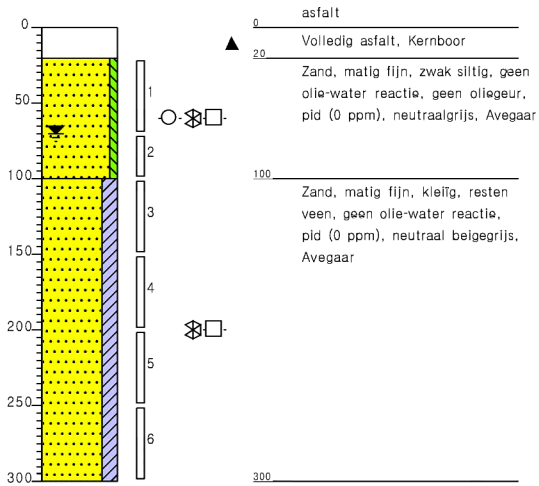 asfalt
0
0
Volledig asfalt, Kernboor
20
Zand, matig fijn, zwak siltig, geen
olie-water reactie, geen oliegeur,
pid (0 ppm), neutraalgrijs, Avegaar
1
50
2
100
100
Zand, matig fijn, kleiïg, resten
veen, geen olie-water reactie,
pid (0 ppm), neutraal beigegrijs,
Avegaar
3
150
4
200
5
250
6
300
300